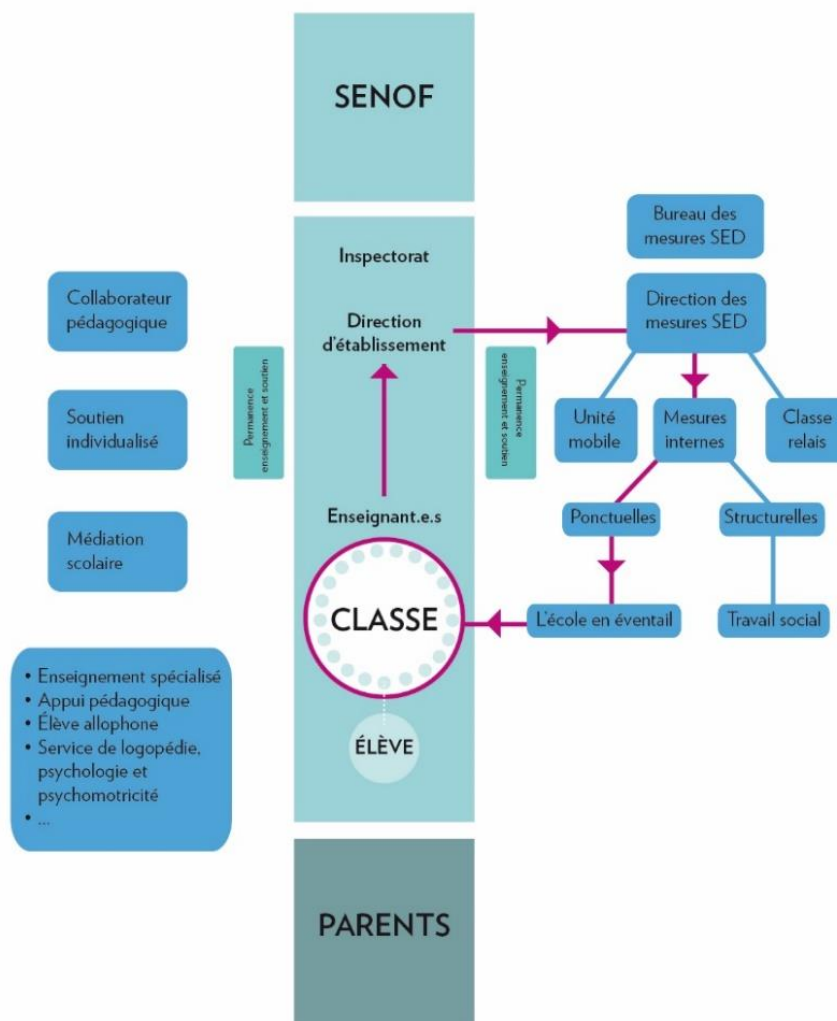 SENOF
Inspectorat
Direction
d'établissement
Enseignant.e.s
CLASSE
ÉLÈVE
PARENTS
Collaborateur
pédagogique
Soutien
individualisé
Médiation
scolaire
• Enseignement spécialisé
• Appui pédagogique
• Élève allophone
• Service de logopédie,
psychologie et
psychomotricité
• ...
Permanence
enseignement et soutien
Permanence
enseignement et soutien
Bureau des
mesures SED
Direction des
mesures SED
Unité
mobile
Mesures
internes
Classe
relais
Ponctuelles
Structurelles
L'école en éventail
Travail social